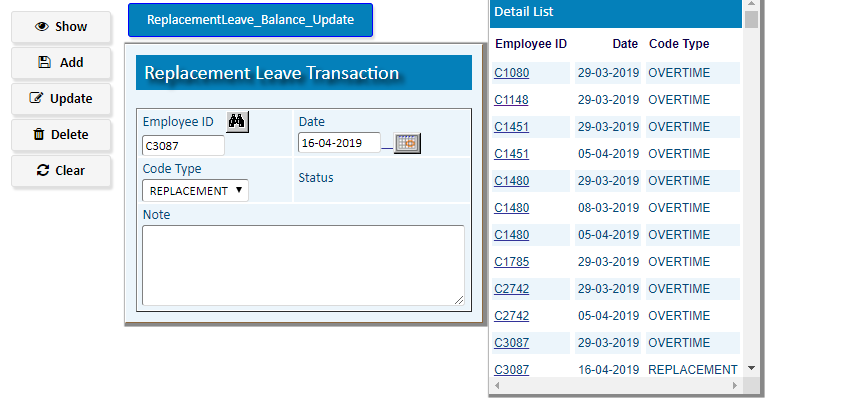 Show
Add
Update
Delete
Clear
ReplacementLeave_Balance_Update
Replacement Leave Transaction
Employee ID
Date
C3087
16-04-2019
Code Type
Status
REPLACEMENT
Note
Detail List
Employee ID Date Code Type
C1080 29-03-2019 OVERTIME
C1148 29-03-2019 OVERTIME
C1451 29-03-2019 OVERTIME
C1451 05-04-2019 OVERTIME
C1480 29-03-2019 OVERTIME
C1480 08-03-2019 OVERTIME
C1480 05-04-2019 OVERTIME
C1785 29-03-2019 OVERTIME
C2742 29-03-2019 OVERTIME
C2742 05-04-2019 OVERTIME
C3087 29-03-2019 OVERTIME
C3087 16-04-2019 REPLACEMENT